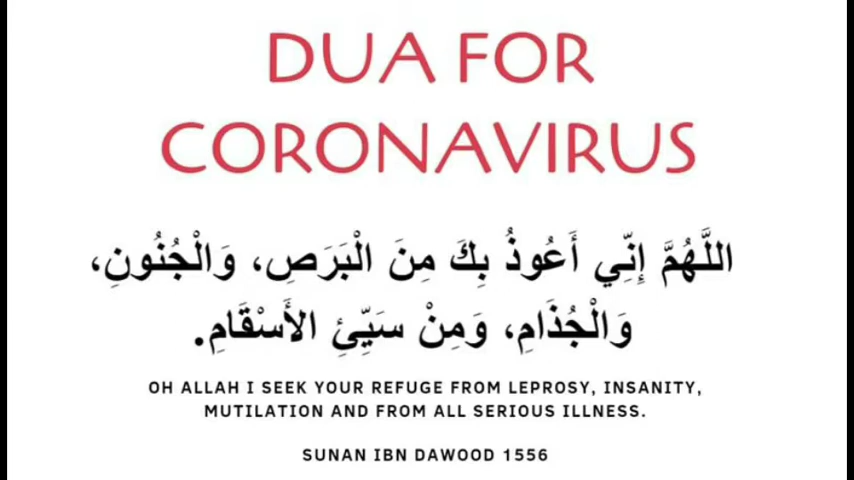 DUA FOR
CORONAVIRUS
اللَّهُمَّ إِنِّي أَعُوذُ بِكَ مِنَ الْبَرَصِ، وَالْجُنُونِ،
وَالْجُذَامِ، وَمِنْ سَيِّئِ الأَسْقَامِ.
OH ALLAH I SEEK YOUR REFUGE FROM LEPROSY, INSANITY,
MUTILATION AND FROM ALL SERIOUS ILLNESS.
SUNAN IBN DAWOOD 1556